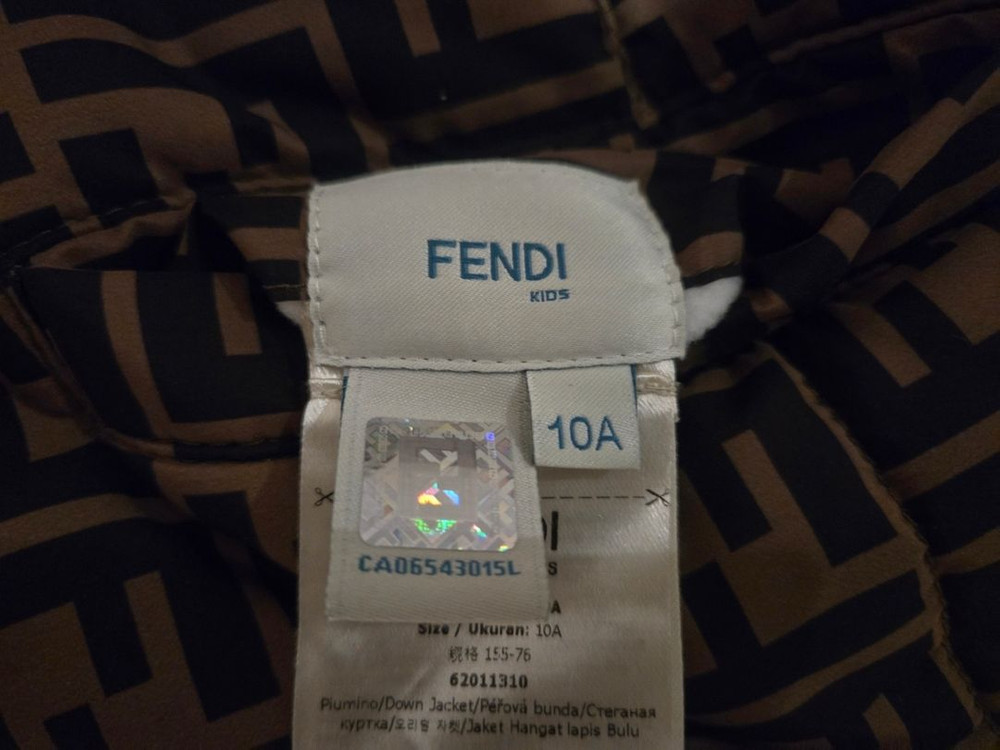 FENDI
KIDS
10A
CA06543015L
DI
S
A
Size / Ukuran: 10A
规格 155-76
62011310
Piumino/Down Jacket/Péřová bunda/Стеганая
куртка/오리털 자켓/Jaket Hangat lapis Bulu